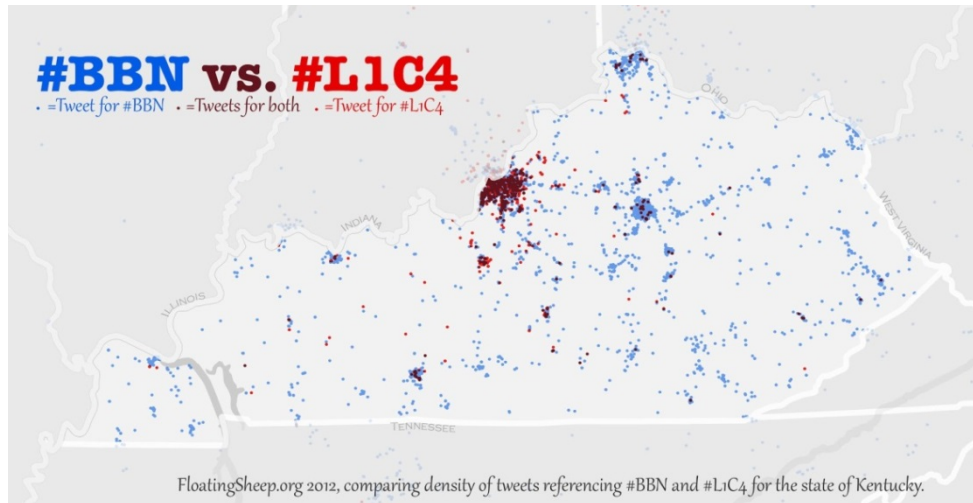 #BBN vs. #L1C4
• =Tweet for #BBN • =Tweets for both • =Tweet for #L1C4
OHIO
WEST VIRGINIA
INDIANA
ILLINOIS
TENNESSEE
FloatingSheep.org 2012, comparing density of tweets referencing #BBN and #L1C4 for the state of Kentucky.